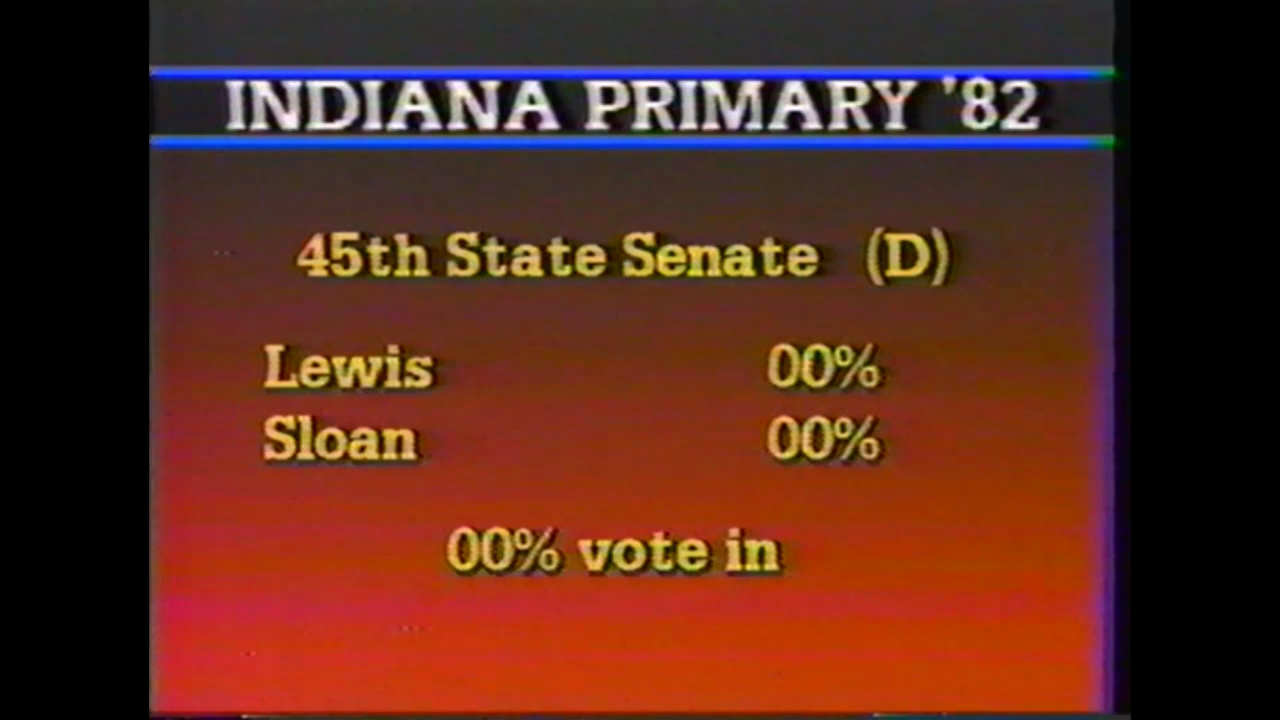 INDIANA PRIMARY '82
45th State Senate (D)
Lewis 00%
Sloan 00%
00% vote in